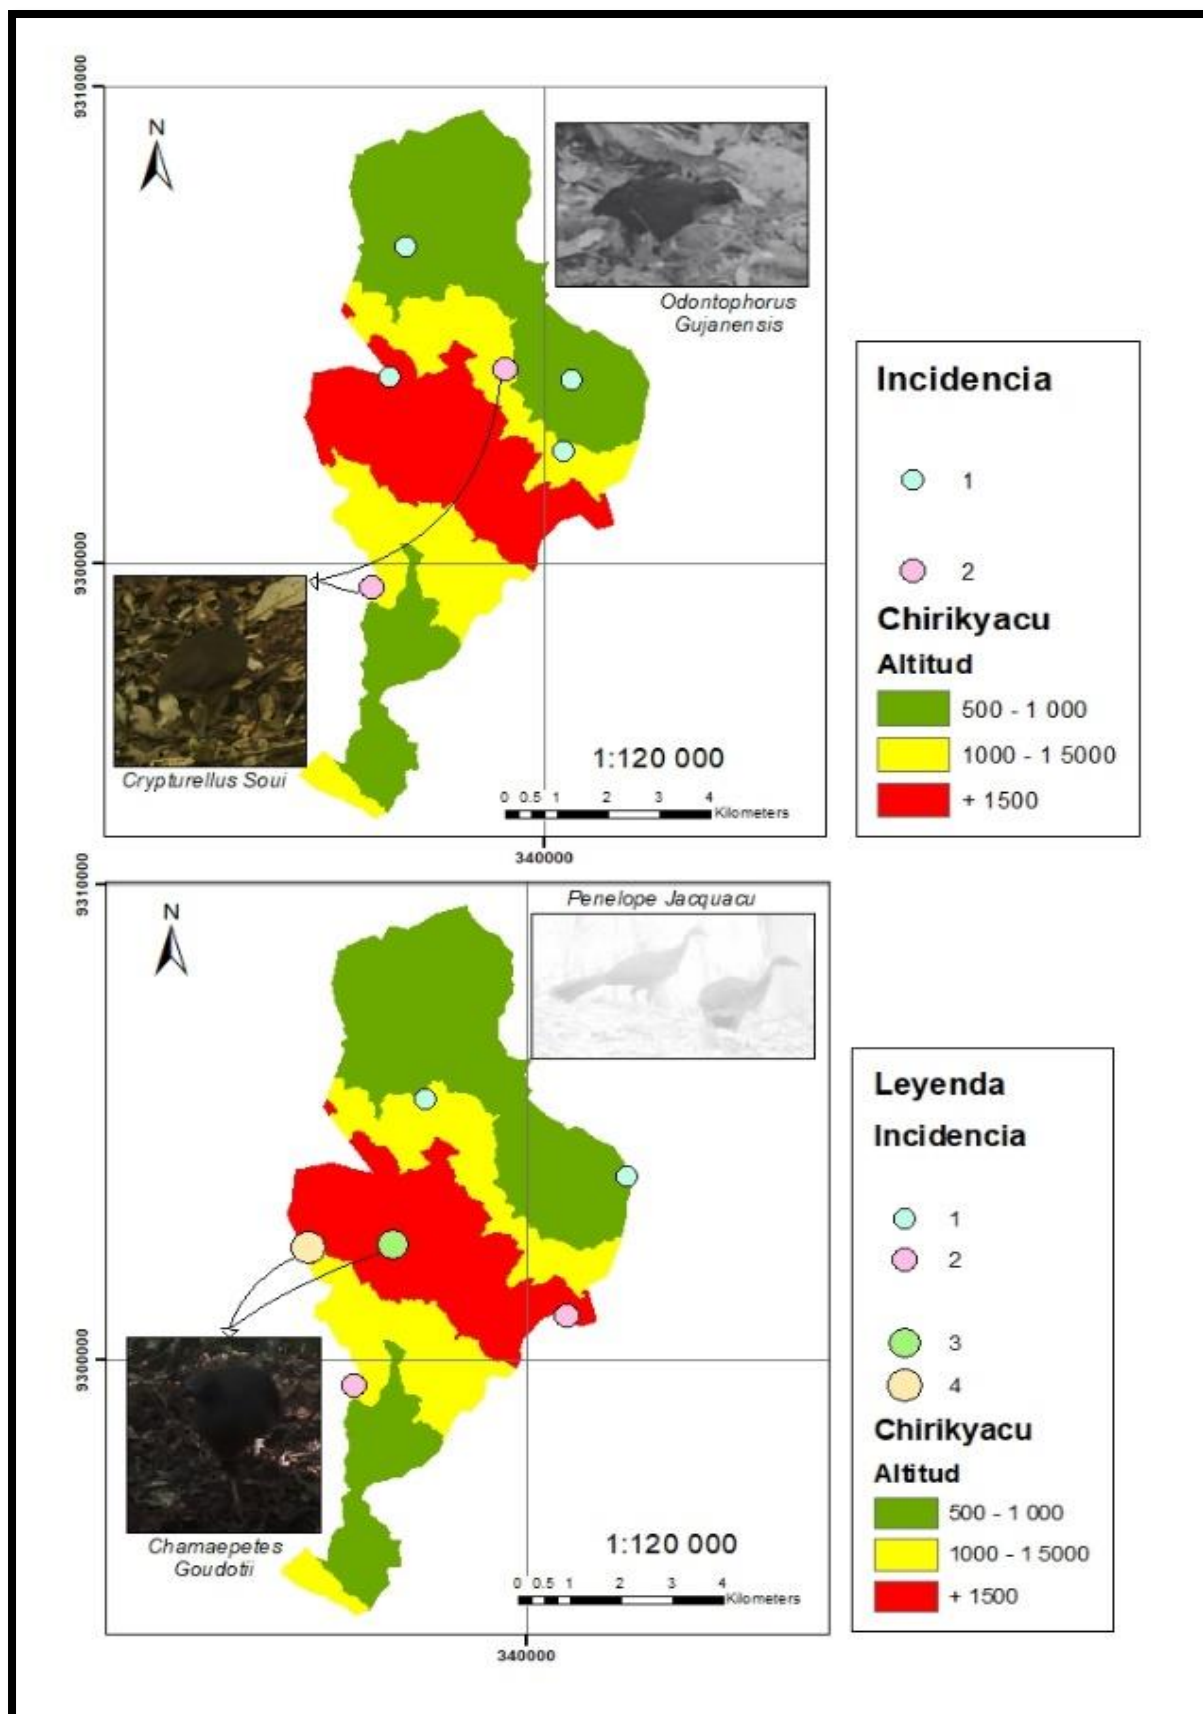 9310000
N
Odontophorus
Gujanensis
Incidencia
1
2
9300000
Chirikyacu
Altitud
500 - 1 000
1000 - 1 5000
+ 1500
Crypturellus Soui
1:120 000
0 0.5 1 2 3 4
Kilometers
340000
9310000
N
Penelope Jacquacu
Leyenda
Incidencia
1
2
3
4
9300000
Chirikyacu
Altitud
500 - 1 000
1000 - 1 5000
+ 1500
Chamaepetes
Goudotii
1:120 000
0 0.5 1 2 3 4
Kilometers
340000